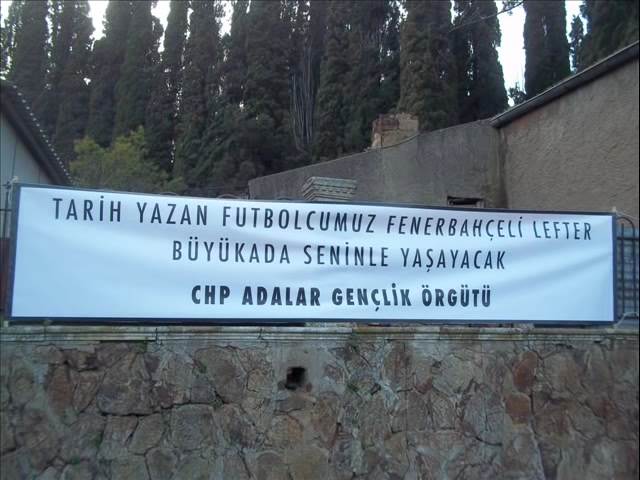 TARİH YAZAN FUTBOLCUMUZ FENERBAHÇELİ LEFTER
BÜYÜKADA SENİNLE YAŞAYACAK
CHP ADALAR GENÇLİK ÖRGÜTÜ